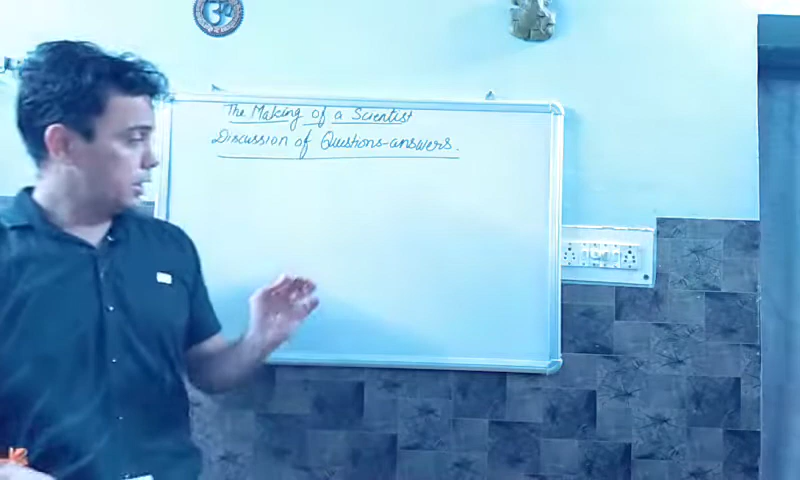 The Making of a Scientist
Discussion of Questions-answers.